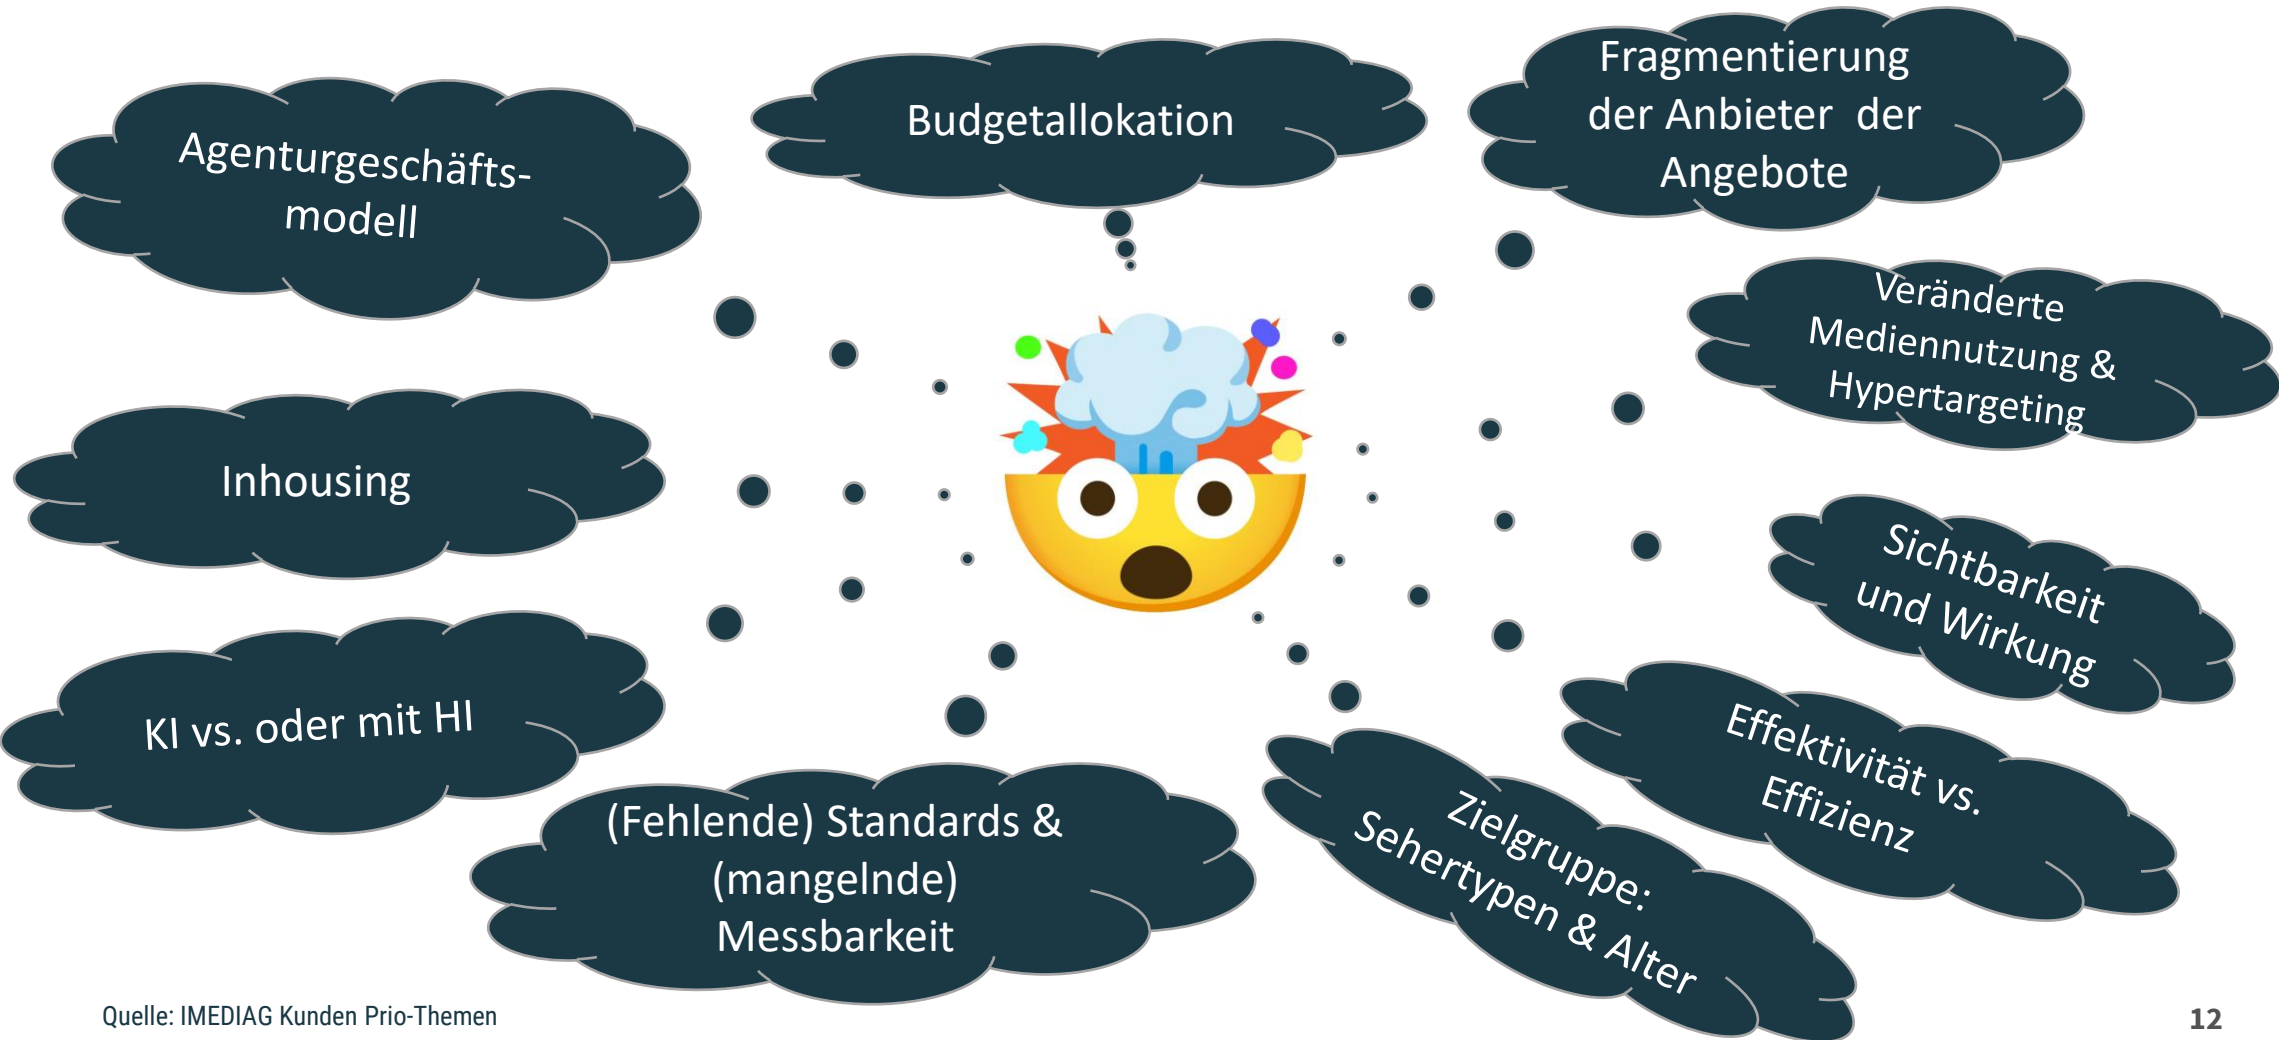 Agenturgeschäfts-
modell
Budgetallokation
Fragmentierung
der Anbieter  der
Angebote
Veränderte
Mediennutzung &
Hypertargeting
Inhousing
Sichtbarkeit
und Wirkung
KI vs. oder mit HI
Effektivität vs.
Effizienz
(Fehlende) Standards &
(mangelnde)
Messbarkeit
Zielgruppe:
Sehertypen & Alter
Quelle: IMEDIAG Kunden Prio-Themen
12